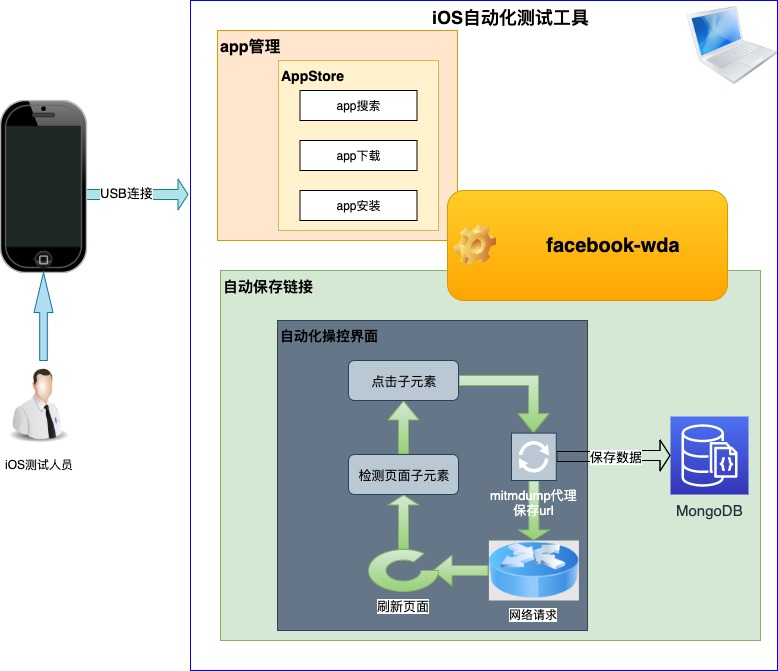 iOS自动化测试工具
app管理
AppStore
app搜索
app下载
app安装
USB连接
facebook-wda
自动保存链接
自动化操控界面
点击子元素
检测页面子元素
保存数据
mitmdump代理
保存url
MongoDB
刷新页面
网络请求
iOS测试人员